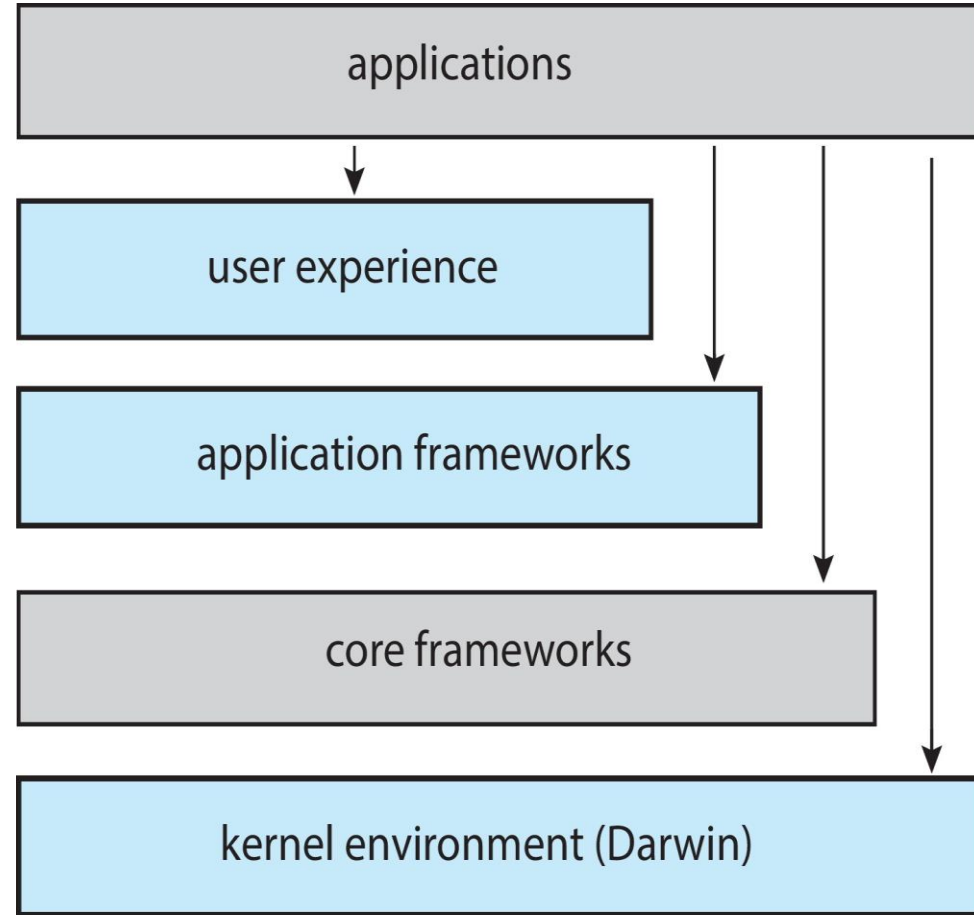 applications
user experience
application frameworks
core frameworks
kernel environment (Darwin)